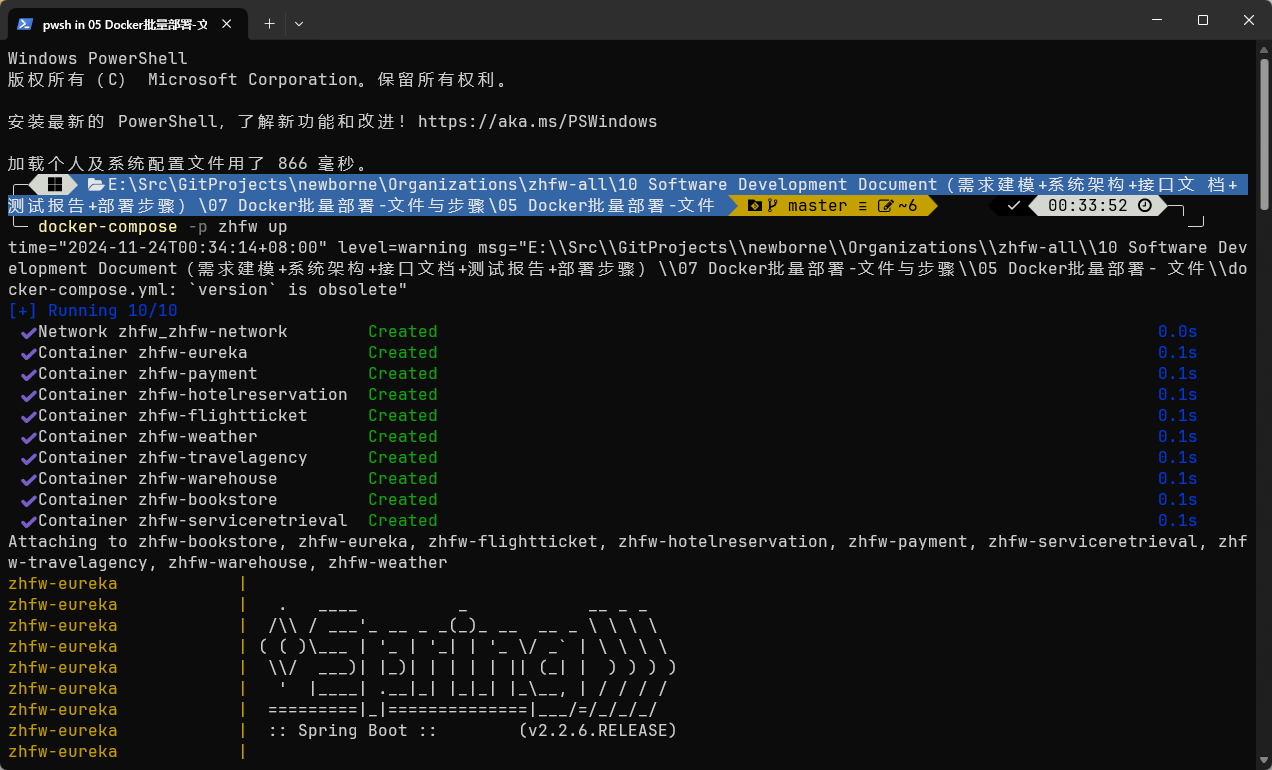 pwsh in 05 Docker批量部署-文
Windows PowerShell
版权所有 (C)  Microsoft Corporation。保留所有权利。
安装最新的 PowerShell，了解新功能和改进！https://aka.ms/PSWindows
加载个人及系统配置文件用了 866 毫秒。
E:\Src\GitProjects\newborne\Organizations\zhfw-all\10 Software Development Document（需求建模+系统架构+接口文 档+
测试报告+部署步骤）\07 Docker批量部署-文件与步骤\05 Docker批量部署-文件  master ≡  ~6  ✓  00:33:52
docker-compose -p zhfw up
time="2024-11-24T00:34:14+08:00" level=warning msg="E:\\Src\\GitProjects\\newborne\\Organizations\\zhfw-all\\10 Software Dev
elopment Document（需求建模+系统架构+接口文档+测试报告+部署步骤）\\07 Docker批量部署-文件与步骤\\05 Docker批量部署- 文件\\do
cker-compose.yml: `version` is obsolete"
[+] Running 10/10
✔Network zhfw_zhfw-network        Created        0.0s
✔Container zhfw-eureka            Created        0.1s
✔Container zhfw-payment           Created        0.1s
✔Container zhfw-hotelreservation  Created        0.1s
✔Container zhfw-flightticket      Created        0.1s
✔Container zhfw-weather           Created        0.1s
✔Container zhfw-travelagency      Created        0.1s
✔Container zhfw-warehouse         Created        0.1s
✔Container zhfw-bookstore         Created        0.1s
✔Container zhfw-serviceretrieval  Created        0.1s
Attaching to zhfw-bookstore, zhfw-eureka, zhfw-flightticket, zhfw-hotelreservation, zhfw-payment, zhfw-serviceretrieval, zhf
w-travelagency, zhfw-warehouse, zhfw-weather
zhfw-eureka            |
zhfw-eureka            |   .   ____          _            __ _ _
zhfw-eureka            |  /\\ / ___'_ __ _ _(_)_ __  __ _ \ \ \ \
zhfw-eureka            | ( ( )\___ | '_ | '_| | '_ \/ _` | \ \ \ \
zhfw-eureka            |  \\/  ___)| |_)| | | | | || (_| |  ) ) ) )
zhfw-eureka            |   '  |____| .__|_| |_|_| |_\__, | / / / /
zhfw-eureka            |  =========|_|==============|___/=/_/_/_/
zhfw-eureka            |  :: Spring Boot ::        (v2.2.6.RELEASE)
zhfw-eureka            |